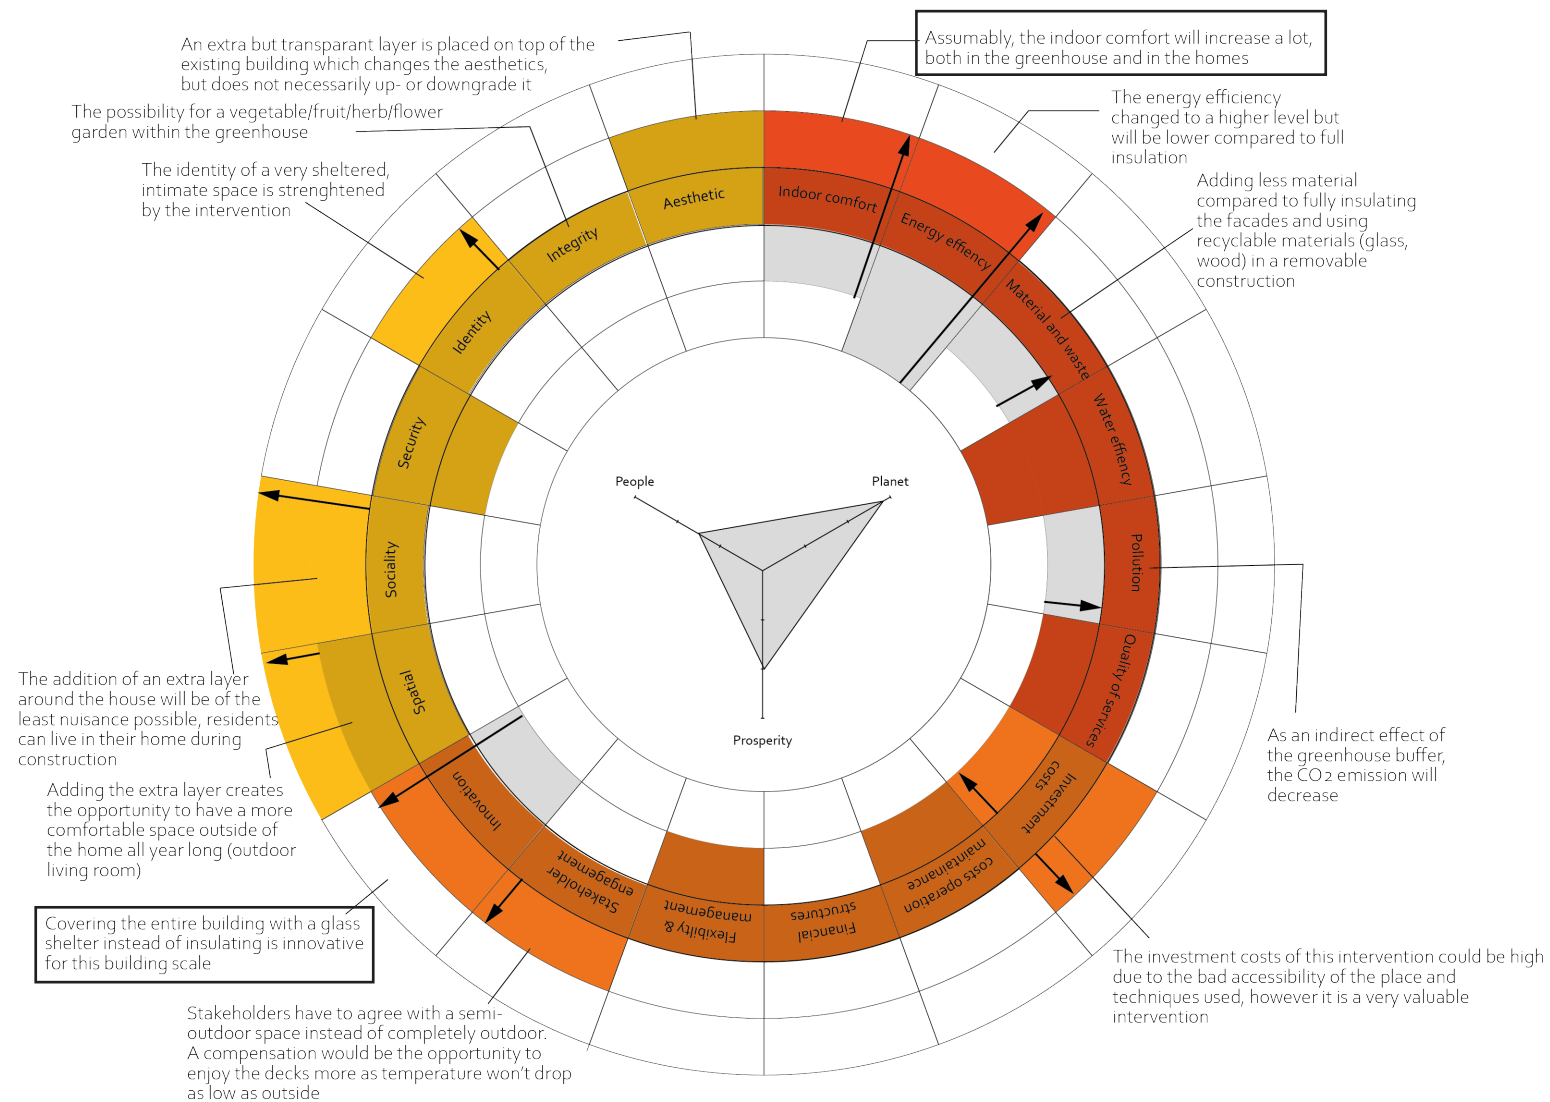 An extra but transparant layer is placed on top of the
existing building which changes the aesthetics,
but does not necessarily up- or downgrade it
Assumably, the indoor comfort will increase a lot,
both in the greenhouse and in the homes
The possibility for a vegetable/fruit/herb/flower
garden within the greenhouse
The energy efficiency
changed to a higher level but
will be lower compared to full
insulation
The identity of a very sheltered,
intimate space is strenghtened
by the intervention
Adding less material
compared to fully insulating
the facades and using
recyclable materials (glass,
wood) in a removable
construction
Aesthetic
Indoor comfort
Energy effiency
Material and waste
Water effiency
Pollution
Quality of services
Investment
costs
costs operation
maintainance
Financial
structures
Flexibilty &
management
Stakeholder
engagement
Innovation
Spatial
Sociality
Security
Identity
Integrity
People
Planet
Prosperity
The addition of an extra layer
around the house will be of the
least nuisance possible, residents
can live in their home during
construction
Adding the extra layer creates
the opportunity to have a more
comfortable space outside of
the home all year long (outdoor
living room)
As an indirect effect of
the greenhouse buffer,
the CO2 emission will
decrease
Covering the entire building with a glass
shelter instead of insulating is innovative
for this building scale
The investment costs of this intervention could be high
due to the bad accessibility of the place and
techniques used, however it is a very valuable
intervention
Stakeholders have to agree with a semi-
outdoor space instead of completely outdoor.
A compensation would be the opportunity to
enjoy the decks more as temperature won't drop
as low as outside